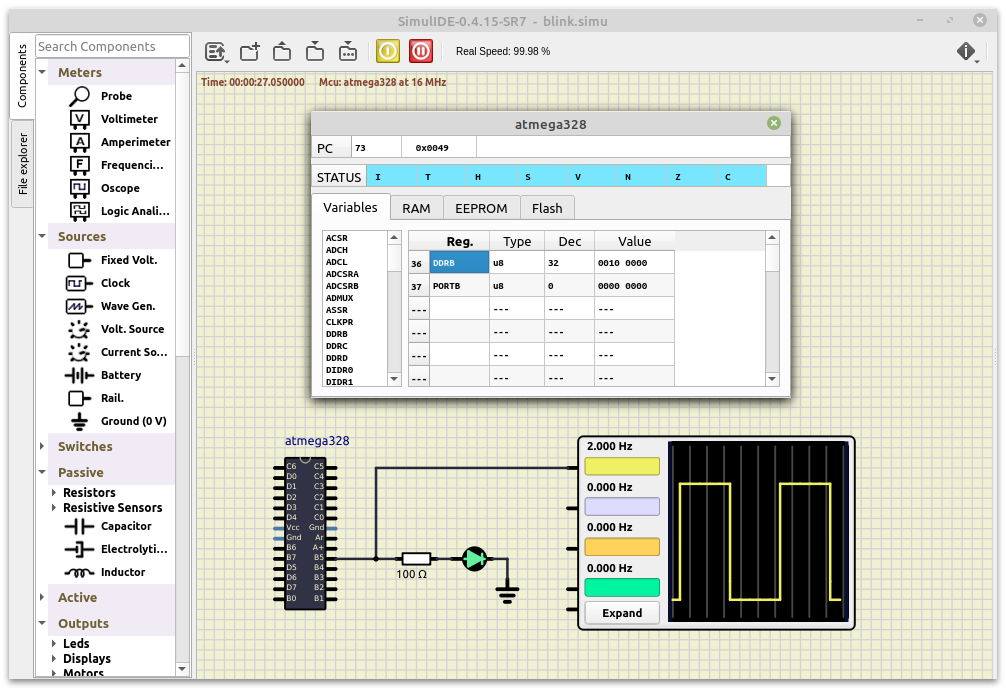 SimulIDE-0.4.15-SR7 - blink.simu
Components
File explorer
Search Components
Real Speed: 99.98 %
Meters
Probe
Voltimeter
Amperimeter
Frequenci...
Oscope
Logic Anali...
Sources
Fixed Volt.
Clock
Wave Gen.
Volt. Source
Current So...
Battery
Rail.
Ground (0 V)
Switches
Passive
Resistors
Resistive Sensors
Capacitor
Electrolyti...
Inductor
Active
Outputs
Leds
Displays
Motors
Time: 00:00:27.050000 Mcu: atmega328 at 16 MHz
atmega328
PC 73 0x0049
STATUS I T H S V N Z C
Variables RAM EEPROM Flash
ACSR
ADCH
ADCL
ADCSRA
ADCSRB
ADMUX
ASSR
CLKPR
DDRB
DDRC
DDRD
DIDR0
DIDR1
Reg. Type Dec Value
36 DDRB u8 32 0010 0000
37 PORTB u8 0 0000 0000
--- --- --- ---
--- --- --- ---
--- --- --- ---
--- --- --- ---
atmega328
C6 C5
D0 C4
D1 C3
D2 C2
D3 C1
D4 C0
Vcc Gnd
Gnd Ar
B6 A+
B7 B5
D5 B4
D6 B3
D7 B2
B0 B1
100 Ω
2.000 Hz
0.000 Hz
0.000 Hz
0.000 Hz
Expand